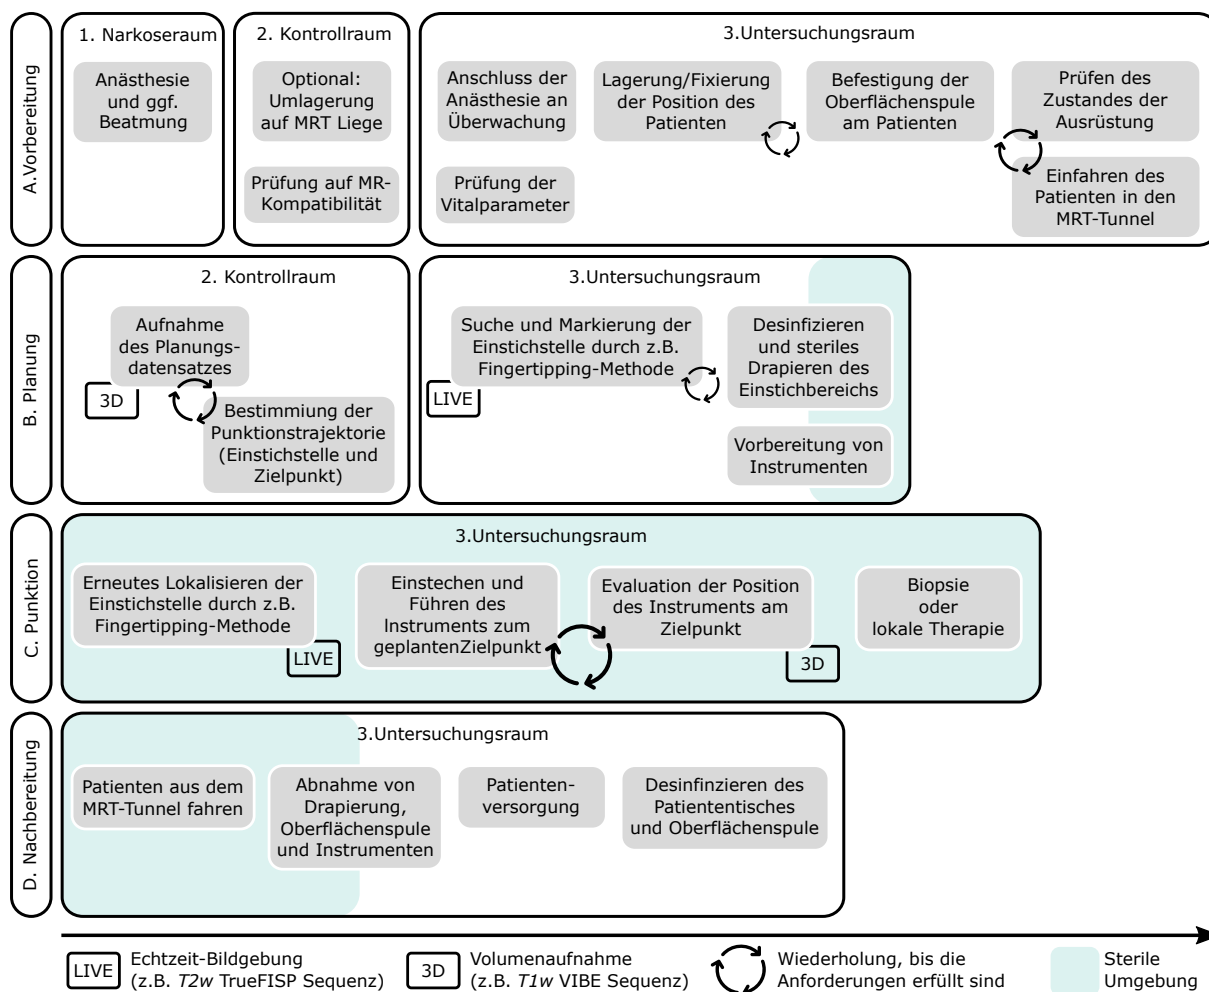 A.Vorbereitung
1. Narkoseraum
Anästhesie
und ggf.
Beatmung
2. Kontrollraum
Optional:
Umlagerung
auf MRT Liege
Prüfung auf MR-
Kompatibilität
3.Untersuchungsraum
Anschluss der
Anästhesie an
Überwachung
Prüfung der
Vitalparameter
Lagerung/Fixierung
der Position des
Patienten
Befestigung der
Oberflächenspule
am Patienten
Prüfen des
Zustandes der
Ausrüstung
Einfahren des
Patienten in den
MRT-Tunnel
B. Planung
2. Kontrollraum
Aufnahme
des Planungs-
datensatzes
3D
Bestimmiung der
Punktionstrajektorie
(Einstichstelle und
Zielpunkt)
3.Untersuchungsraum
Suche und Markierung der
Einstichstelle durch z.B.
Fingertipping-Methode
LIVE
Desinfizieren
und steriles
Drapieren des
Einstichbereichs
Vorbereitung von
Instrumenten
C. Punktion
3.Untersuchungsraum
Erneutes Lokalisieren der
Einstichstelle durch z.B.
Fingertipping-Methode
LIVE
Einstechen und
Führen des
Instruments zum
geplantenZielpunkt
Evaluation der Position
des Instruments am
Zielpunkt
3D
Biopsie
oder
lokale Therapie
D. Nachbereitung
3.Untersuchungsraum
Patienten aus dem
MRT-Tunnel fahren
Abnahme von
Drapierung,
Oberflächenspule
und Instrumenten
Patienten-
versorgung
Desinfinzieren des
Patiententisches
und Oberflächenspule
LIVE
Echtzeit-Bildgebung
(z.B. T2w TrueFISP Sequenz)
3D
Volumenaufnahme
(z.B. T1w VIBE Sequenz)
Wiederholung, bis die
Anforderungen erfüllt sind
Sterile
Umgebung